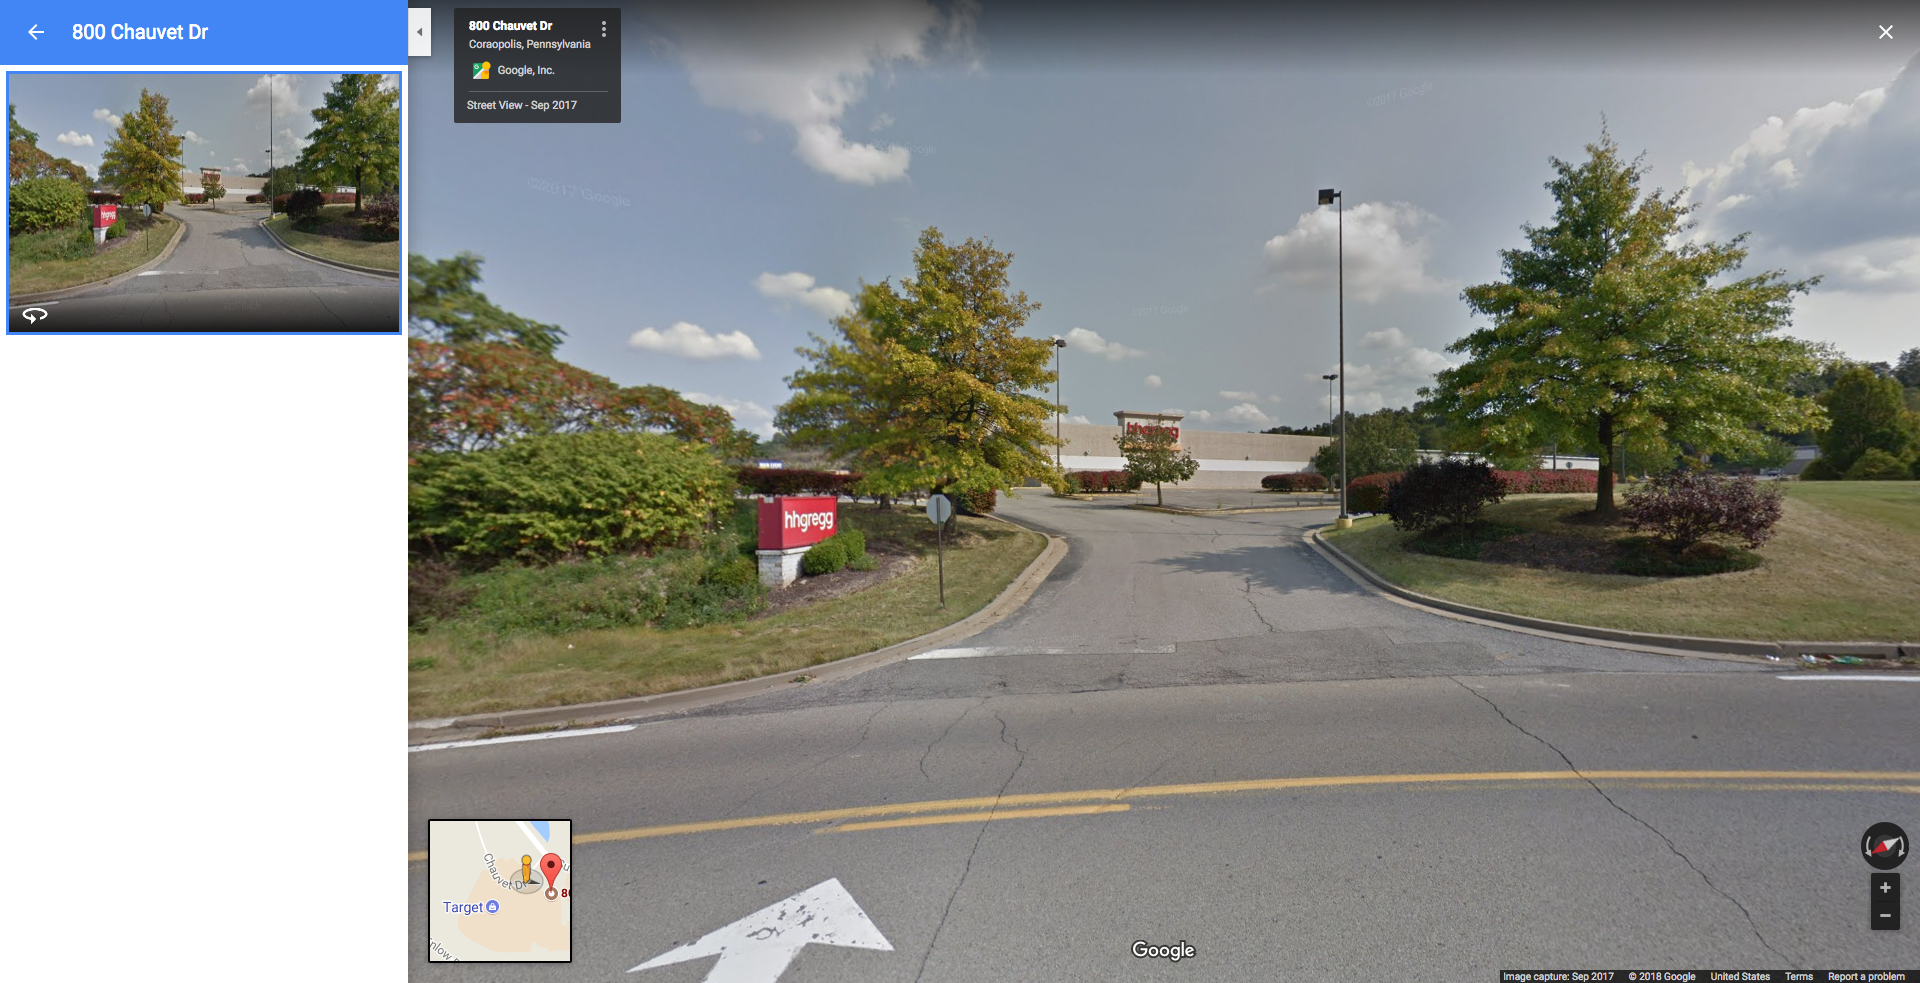 800 Chauvet Dr
800 Chauvet Dr
Coraopolis, Pennsylvania
Google, Inc.
Street View - Sep 2017
hhgregg
hhgregg
hhgregg
Chauvet Dr
Target
Google
Image capture: Sep 2017 © 2018 Google United States Terms Report a problem